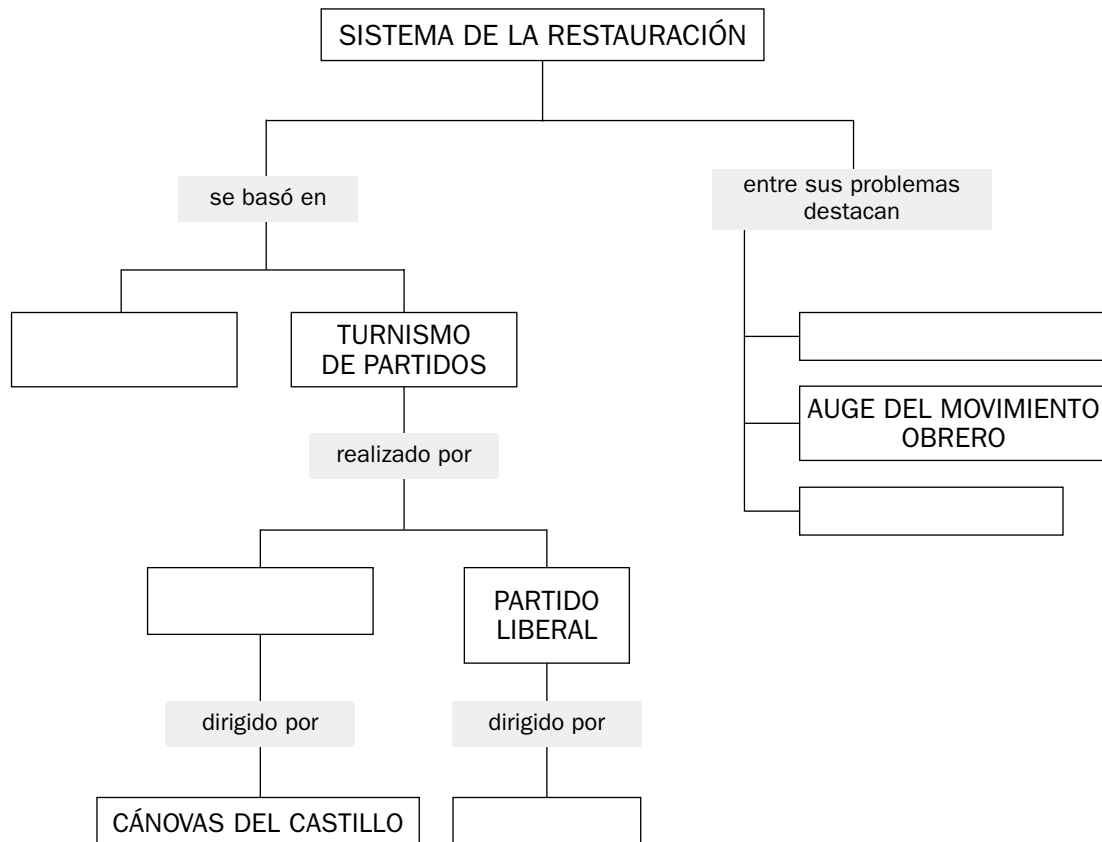 SISTEMA DE LA RESTAURACIÓN
se basó en
entre sus problemas
destacan
TURNISMO
DE PARTIDOS
AUGE DEL MOVIMIENTO
OBRERO
realizado por
PARTIDO
LIBERAL
dirigido por
dirigido por
CÁNOVAS DEL CASTILLO